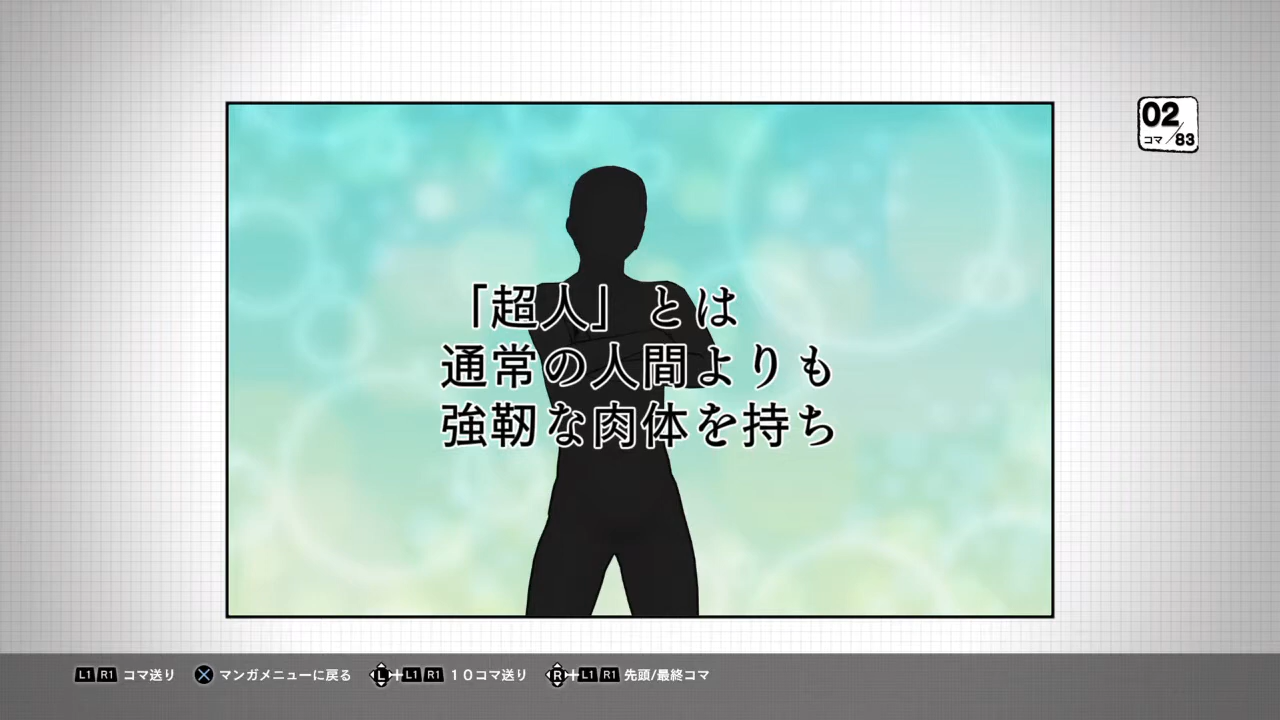 02
コマ/83
「超人」とは
通常の人間よりも
強靭な肉体を持ち
L1 R1 コマ送り マンガメニューに戻る L+L1 R1 10コマ送り R+L1 R1 先頭/最終コマ